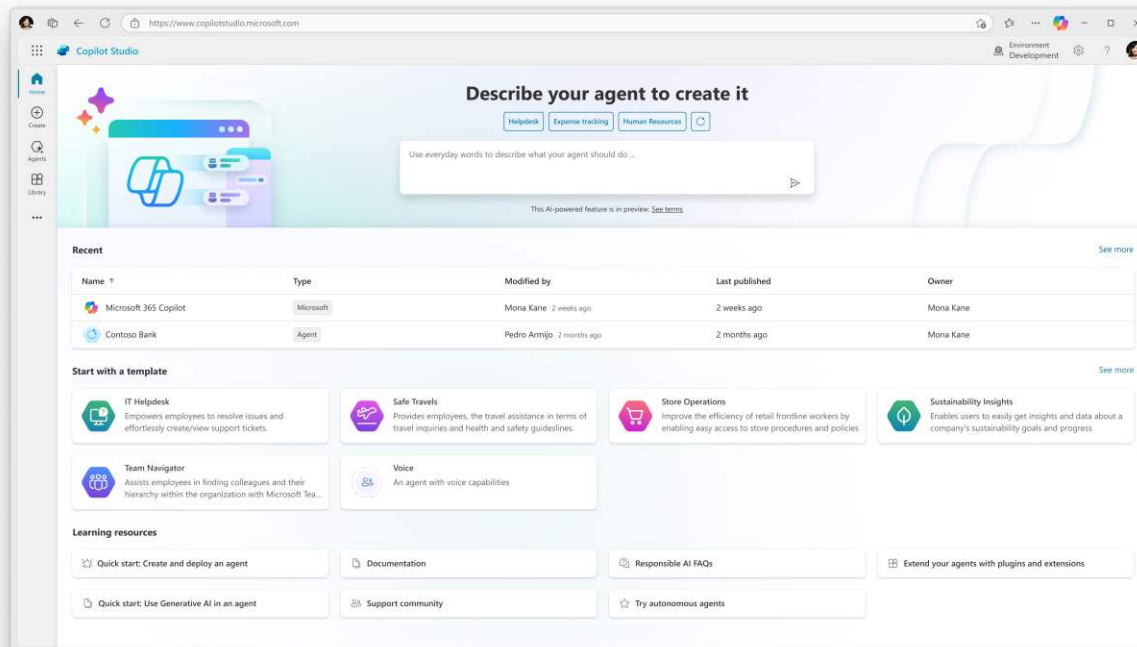 https://www.copilotstudio.microsoft.com
Copilot Studio
Environment
Development
Home
Create
Agents
Library
Describe your agent to create it
Helpdesk
Expense tracking
Human Resources
Use everyday words to describe what your agent should do ...
This AI-powered feature is in preview. See terms
Recent
See more
Name ↑ Type Modified by Last published Owner
Microsoft 365 Copilot Microsoft Mona Kane 2 weeks ago 2 weeks ago Mona Kane
Contoso Bank Agent Pedro Armijo 2 months ago 2 months ago Mona Kane
Start with a template
See more
IT Helpdesk
Empowers employees to resolve issues and
effortlessly create/view support tickets.
Safe Travels
Provides employees, the travel assistance in terms of
travel inquiries and health and safety guidelines.
Store Operations
Improve the efficiency of retail frontline workers by
enabling easy access to store procedures and policies
Sustainability Insights
Enables users to easily get insights and data about a
company's sustainability goals and progress
Team Navigator
Assists employees in finding colleagues and their
hierarchy within the organization with Microsoft Tea...
Voice
An agent with voice capabilities
Learning resources
Quick start: Create and deploy an agent
Documentation
Responsible AI FAQs
Extend your agents with plugins and extensions
Quick start: Use Generative AI in an agent
Support community
Try autonomous agents